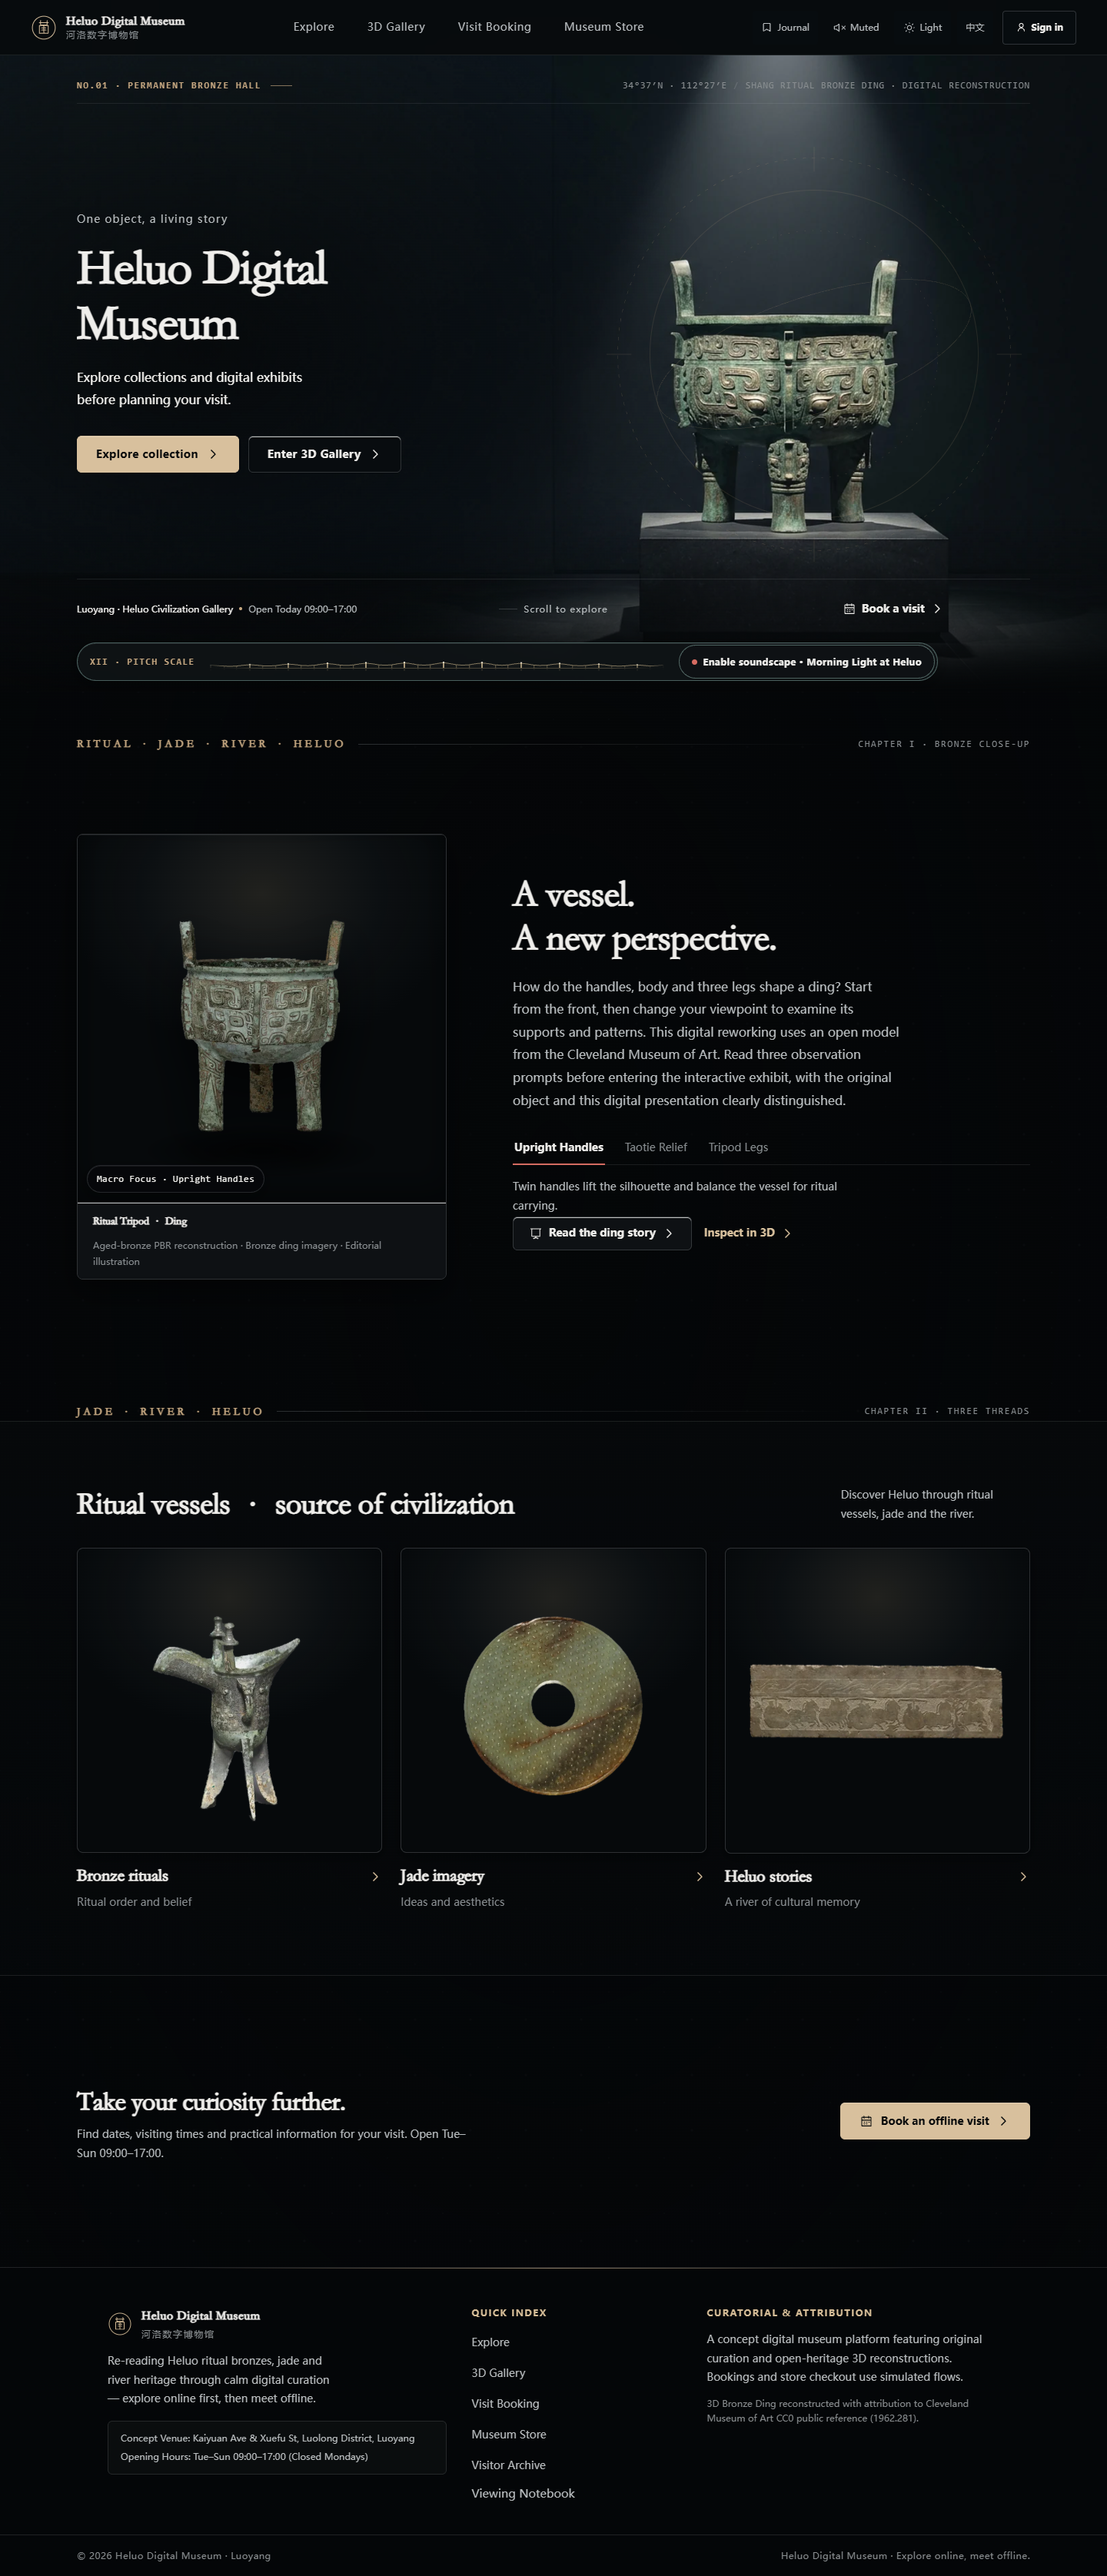 Heluo Digital Museum
河洛数字博物馆
Explore
3D Gallery
Visit Booking
Museum Store
Journal
Muted
Light
中文
Sign in
NO.01 · PERMANENT BRONZE HALL
34°37′N · 112°27′E / SHANG RITUAL BRONZE DING · DIGITAL RECONSTRUCTION
One object, a living story
Heluo Digital
Museum
Explore collections and digital exhibits
before planning your visit.
Explore collection
Enter 3D Gallery
Luoyang · Heluo Civilization Gallery • Open Today 09:00–17:00
Scroll to explore
Book a visit
XII · PITCH SCALE
Enable soundscape · Morning Light at Heluo
RITUAL · JADE · RIVER · HELUO
CHAPTER I · BRONZE CLOSE-UP
A vessel.
A new perspective.
How do the handles, body and three legs shape a ding? Start
from the front, then change your viewpoint to examine its
supports and patterns. This digital reworking uses an open model
from the Cleveland Museum of Art. Read three observation
prompts before entering the interactive exhibit, with the original
object and this digital presentation clearly distinguished.
Upright Handles
Taotie Relief
Tripod Legs
Twin handles lift the silhouette and balance the vessel for ritual
carrying.
Read the ding story
Inspect in 3D
Macro Focus · Upright Handles
Ritual Tripod · Ding
Aged-bronze PBR reconstruction · Bronze ding imagery · Editorial
illustration
JADE · RIVER · HELUO
CHAPTER II · THREE THREADS
Ritual vessels · source of civilization
Discover Heluo through ritual
vessels, jade and the river.
Bronze rituals
Ritual order and belief
Jade imagery
Ideas and aesthetics
Heluo stories
A river of cultural memory
Take your curiosity further.
Find dates, visiting times and practical information for your visit. Open Tue–
Sun 09:00–17:00.
Book an offline visit
Heluo Digital Museum
河洛数字博物馆
Re-reading Heluo ritual bronzes, jade and
river heritage through calm digital curation
— explore online first, then meet offline.
Concept Venue: Kaiyuan Ave & Xuefu St, Luolong District, Luoyang
Opening Hours: Tue–Sun 09:00–17:00 (Closed Mondays)
QUICK INDEX
Explore
3D Gallery
Visit Booking
Museum Store
Visitor Archive
Viewing Notebook
CURATORIAL & ATTRIBUTION
A concept digital museum platform featuring original
curation and open-heritage 3D reconstructions.
Bookings and store checkout use simulated flows.
3D Bronze Ding reconstructed with attribution to Cleveland
Museum of Art CC0 public reference (1962.281).
© 2026 Heluo Digital Museum · Luoyang
Heluo Digital Museum · Explore online, meet offline.